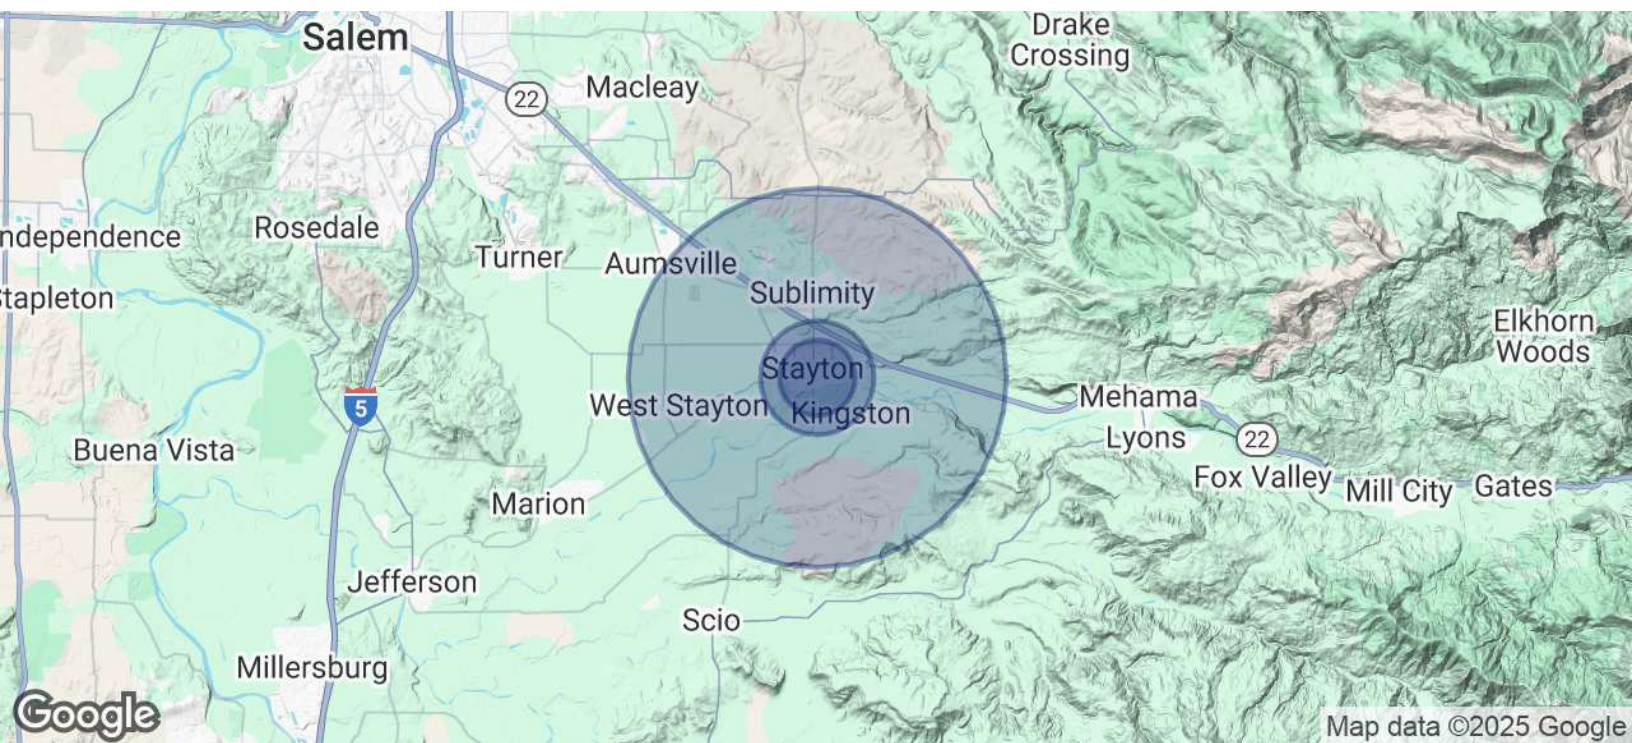 Salem
Drake
Crossing
Macleay
22
Rosedale
ndependence
Turner
Aumsville
Sublimity
Stapleton
Elkhorn
Woods
Stayton
5
West Stayton
Kingston
Mehama
Lyons
22
Buena Vista
Fox Valley
Mill City
Gates
Marion
Jefferson
Scio
Millersburg
Google
Map data ©2025 Google